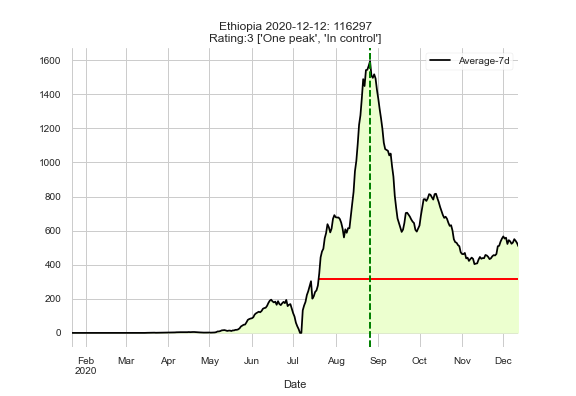 Ethiopia 2020-12-12: 116297
Rating:3 ['One peak', 'In control']
Average-7d
1600
1400
1200
1000
800
600
400
200
0
Feb Mar Apr May Jun Jul Aug Sep Oct Nov Dec
2020
Date